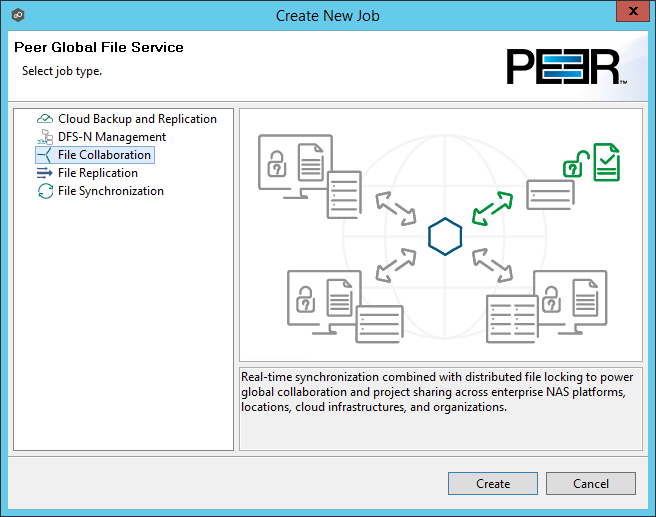 Create New Job
x
Peer Global File Service
Select job type.
PEER™
Cloud Backup and Replication
DFS-N Management
File Collaboration
File Replication
File Synchronization
Real-time synchronization combined with distributed file locking to power
global collaboration and project sharing across enterprise NAS platforms,
locations, cloud infrastructures, and organizations.
Create
Cancel